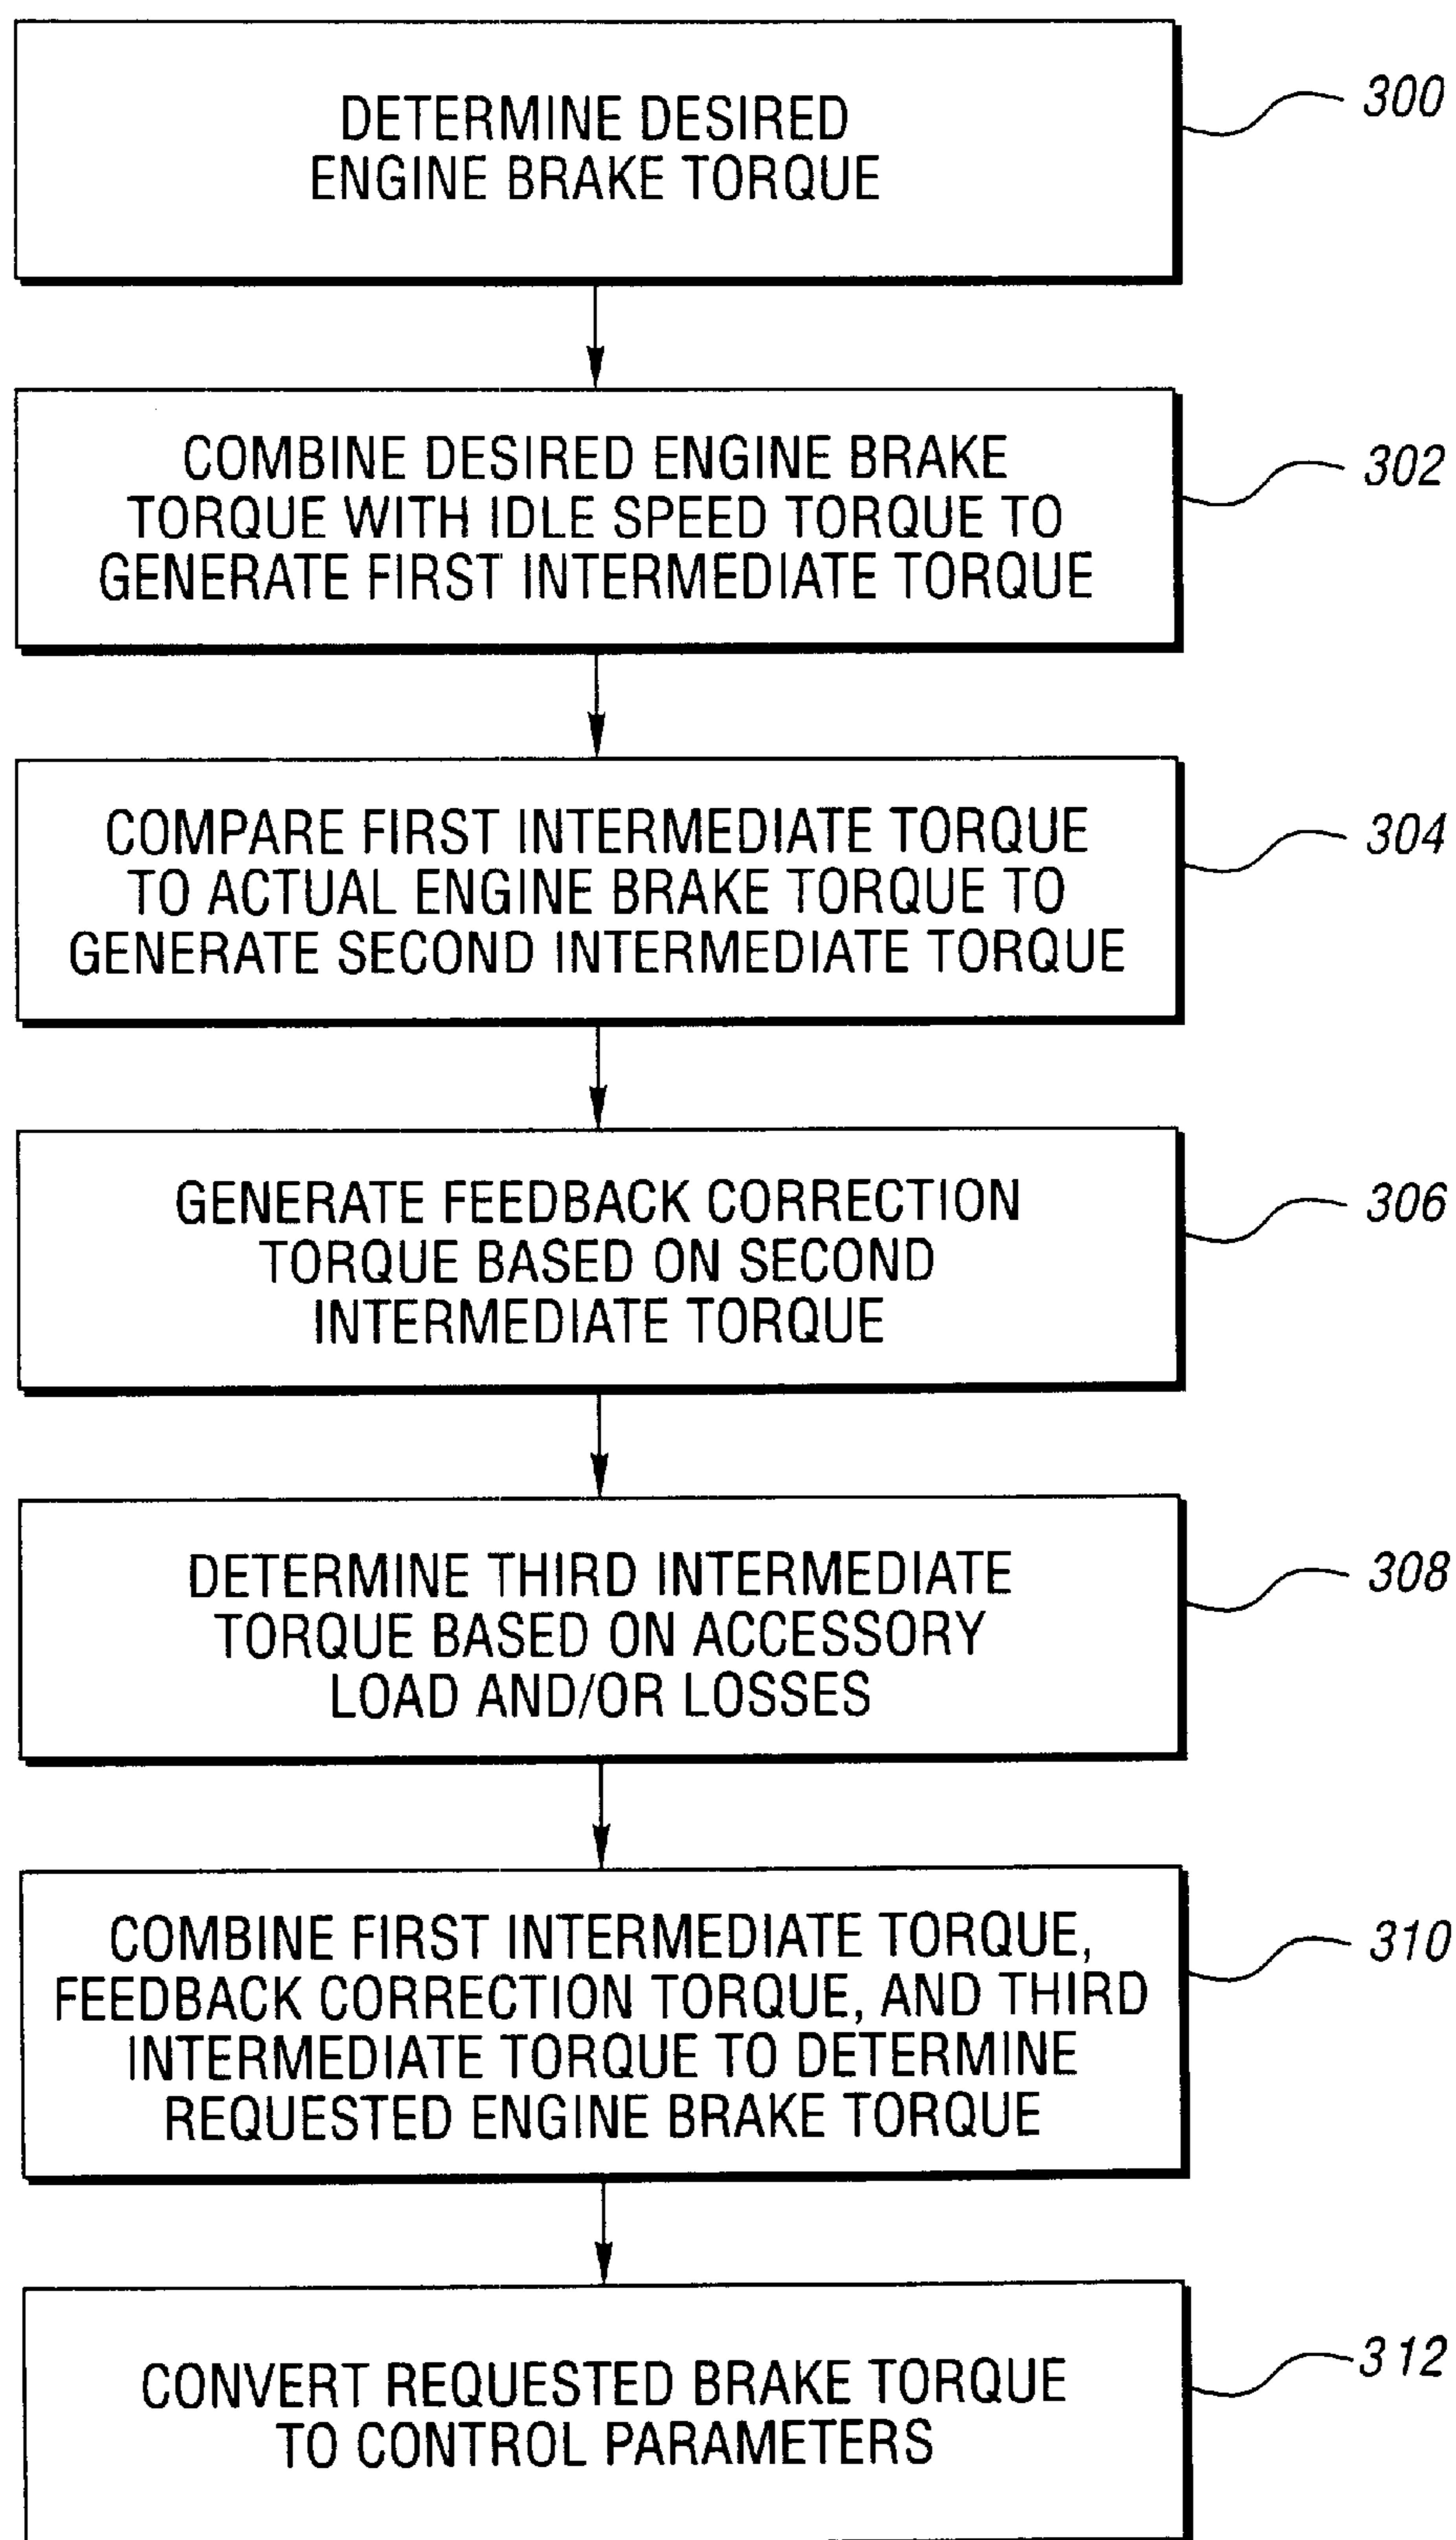 DETERMINE DESIRED
ENGINE BRAKE TORQUE
300
COMBINE DESIRED ENGINE BRAKE
TORQUE WITH IDLE SPEED TORQUE TO
GENERATE FIRST INTERMEDIATE TORQUE
302
COMPARE FIRST INTERMEDIATE TORQUE
TO ACTUAL ENGINE BRAKE TORQUE TO
GENERATE SECOND INTERMEDIATE TORQUE
304
GENERATE FEEDBACK CORRECTION
TORQUE BASED ON SECOND
INTERMEDIATE TORQUE
306
DETERMINE THIRD INTERMEDIATE
TORQUE BASED ON ACCESSORY
LOAD AND/OR LOSSES
308
COMBINE FIRST INTERMEDIATE TORQUE,
FEEDBACK CORRECTION TORQUE, AND THIRD
INTERMEDIATE TORQUE TO DETERMINE
REQUESTED ENGINE BRAKE TORQUE
310
CONVERT REQUESTED BRAKE TORQUE
TO CONTROL PARAMETERS
312